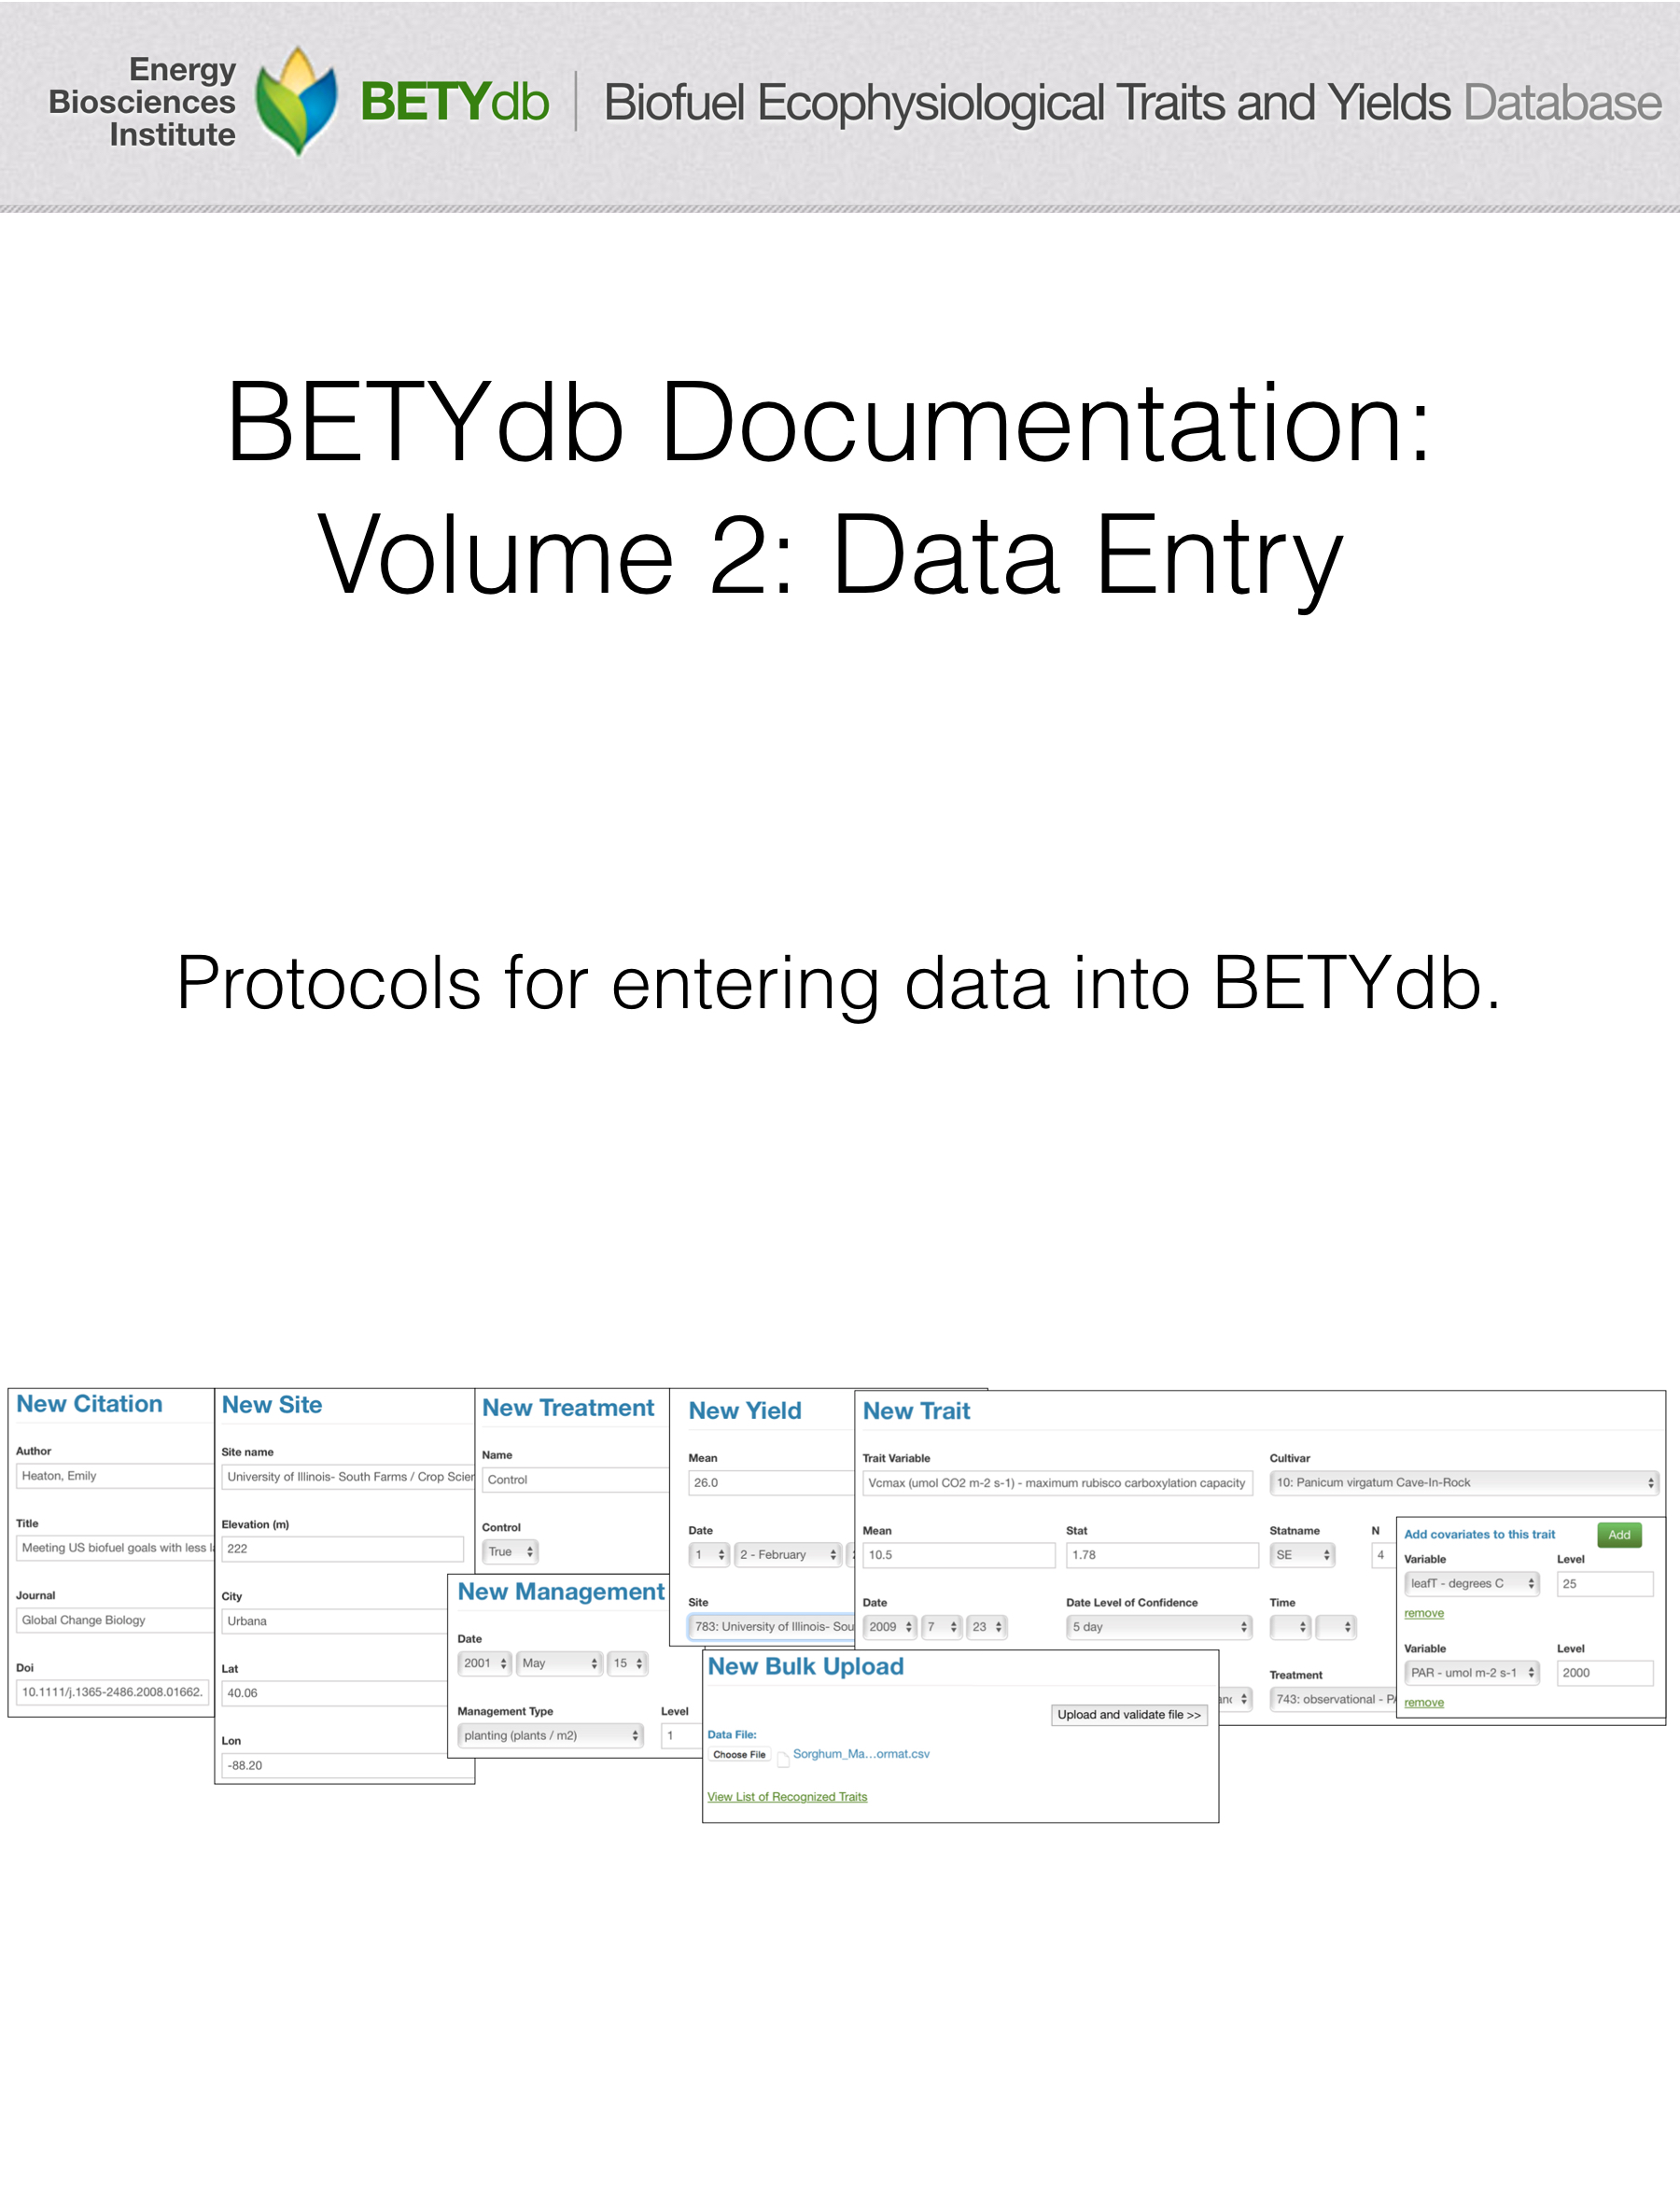 Energy
Biosciences
Institute
BETYdb
Biofuel Ecophysiological Traits and Yields Database
BETYdb Documentation:
Volume 2: Data Entry
Protocols for entering data into BETYdb.
New Citation
Author
Heaton, Emily
Title
Meeting US biofuel goals with less
Journal
Global Change Biology
Doi
10.1111/j.1365-2486.2008.01662.
New Site
Site name
University of Illinois- South Farms / Crop Scier
Elevation (m)
222
City
Urbana
Lat
40.06
Lon
-88.20
New Treatment
Name
Control
Control
True
New Management
Date
2001 May 15
Management Type Level
planting (plants / m2) 1
New Yield
Mean
26.0
Date
1 2 - February
Site
783: University of Illinois- Sou
New Trait
Trait Variable Cultivar
Vcmax (umol CO2 m-2 s-1) - maximum rubisco carboxylation capacity 10: Panicum virgatum Cave-In-Rock
Mean Stat Statname N
10.5 1.78 SE 4
Date Date Level of Confidence Time
2009 7 23 5 day
Treatment
743: observational - PA
Add covariates to this trait Add
Variable Level
leafT - degrees C 25
remove
Variable Level
PAR - umol m-2 s-1 2000
remove
New Bulk Upload
Upload and validate file >>
Data File:
Choose File Sorghum_Ma...ormat.csv
View List of Recognized Traits